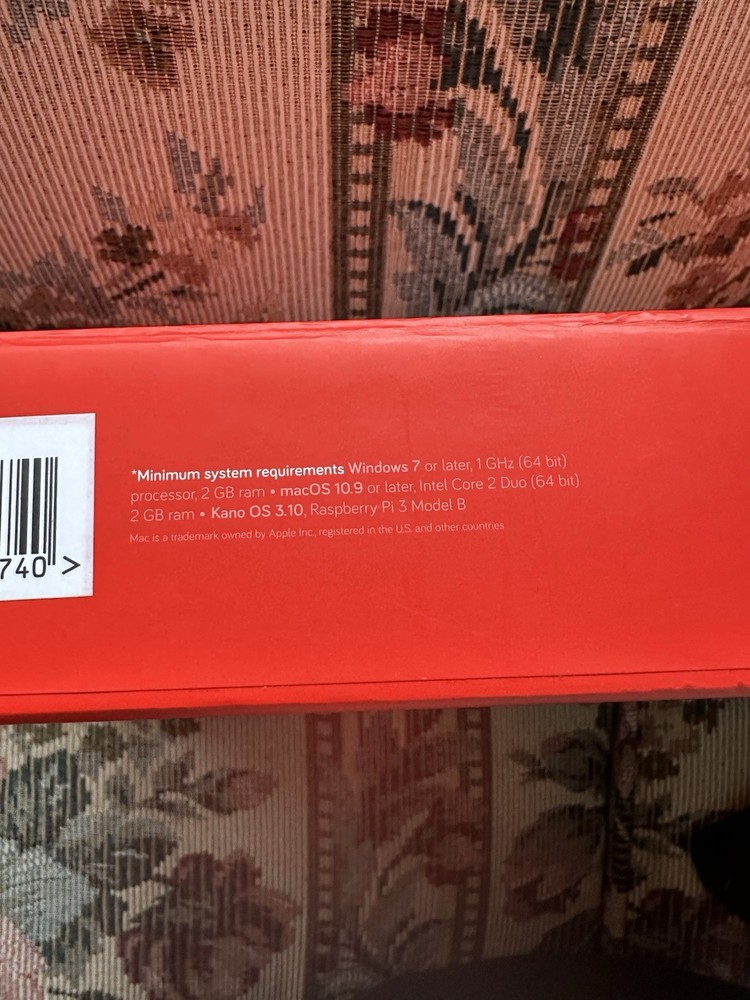 *Minimum system requirements Windows 7 or later, 1 GHz (64 bit)
processor, 2 GB ram • macOS 10.9 or later, Intel Core 2 Duo (64 bit)
2 GB ram • Kano OS 3.10, Raspberry Pi 3 Model B
Mac is a trademark owned by Apple Inc., registered in the U.S. and other countries
740 >